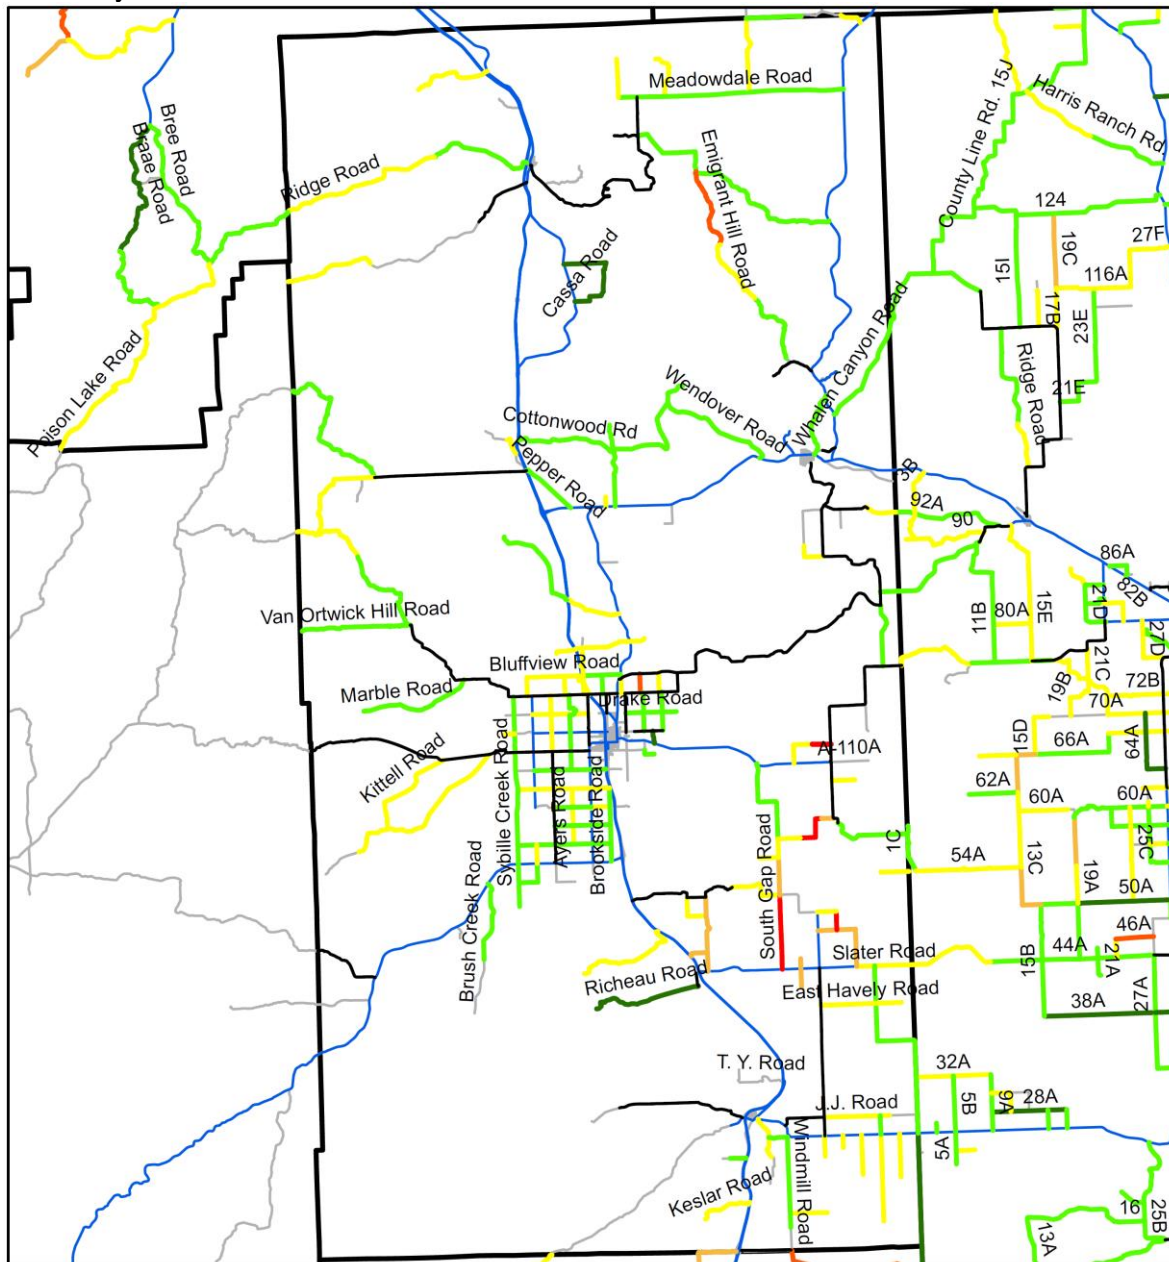 Meadowdale Road
Harris Ranch Rd.
County Line Rd. 15J
Bree Road
Braae Road
Emigrant Hill Road
Ridge Road
124
16C
27F
15I
116A
Cassa Road
17B
23E
Whalen Canyon Road
Poison Lake Road
Ridge Road
21E
Wendover Road
Cottonwood Rd
Pepper Road
3B
92A
90
86A
82B
21D
Van Ortwick Hill Road
11B
80A
15E
27D
Bluffview Road
21C
19B
72B
Marble Road
Drake Road
70A
15D
66A
64A
A-110A
Kittell Road
Sybille Creek Road
Ayers Road
Brookside Road
62A
60A
60A
South Gap Road
1C
25C
54A
13C
19A
50A
Brush Creek Road
46A
44A
21A
15B
Slater Road
Richeau Road
East Havely Road
27A
38A
T. Y. Road
32A
J.J. Road
5B
9A
28A
Windmill Road
5A
Keslar Road
16
25B
13A